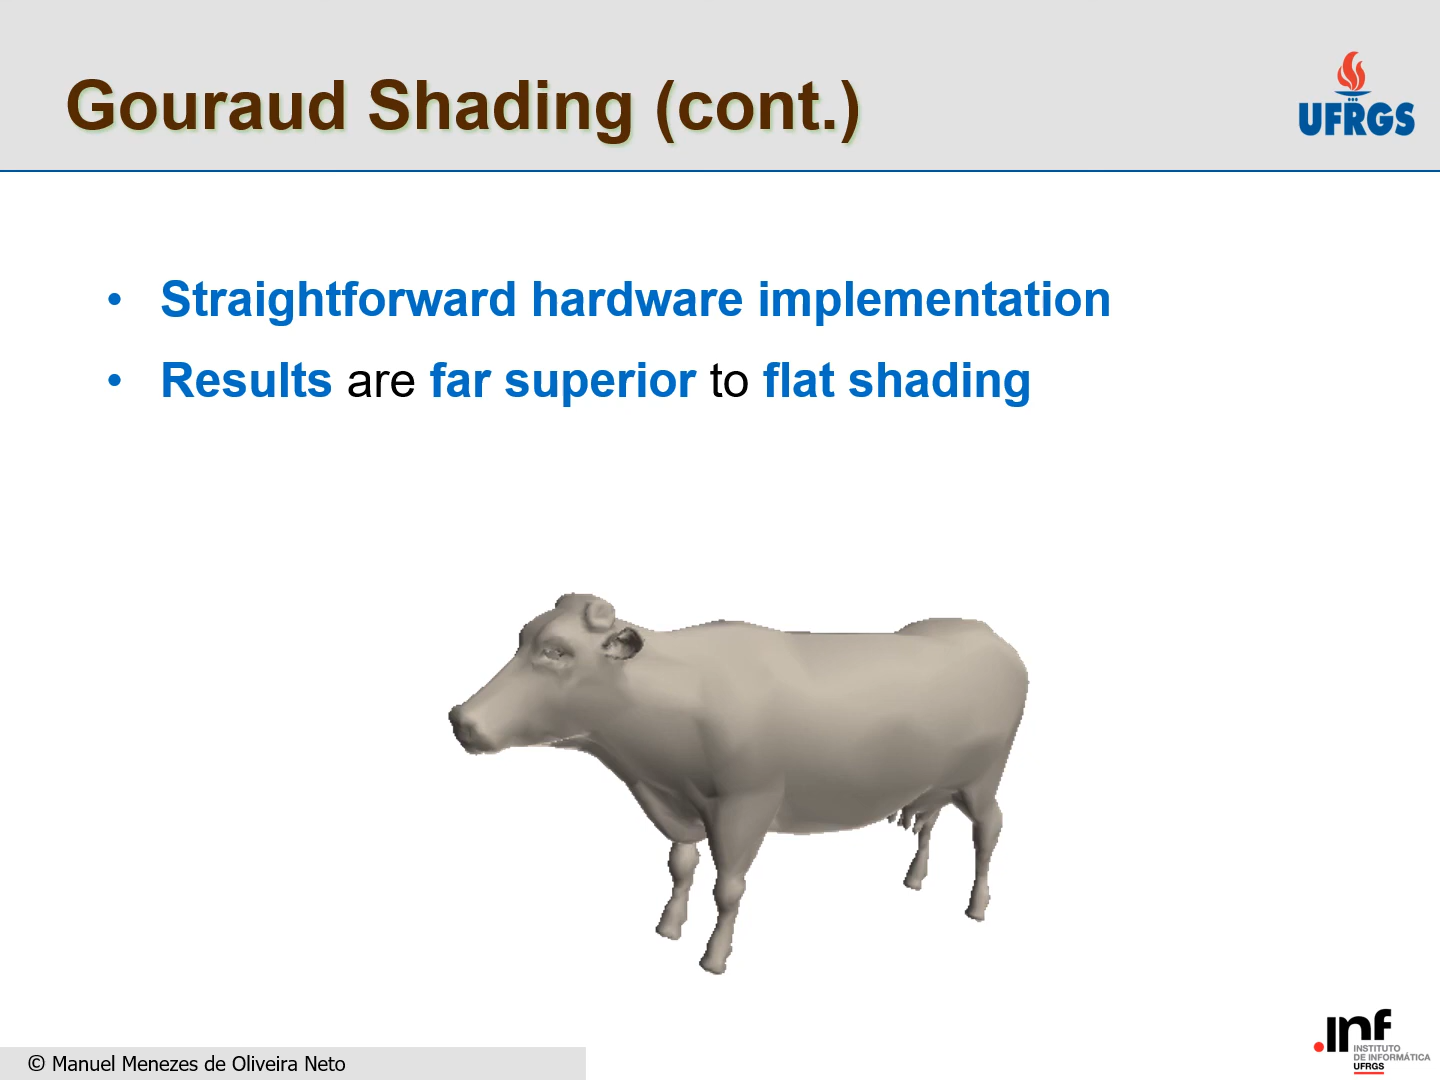 Gouraud Shading (cont.)
UFRGS
• Straightforward hardware implementation
• Results are far superior to flat shading
.inf
INSTITUTO
DE INFORMÁTICA
UFRGS
© Manuel Menezes de Oliveira Neto